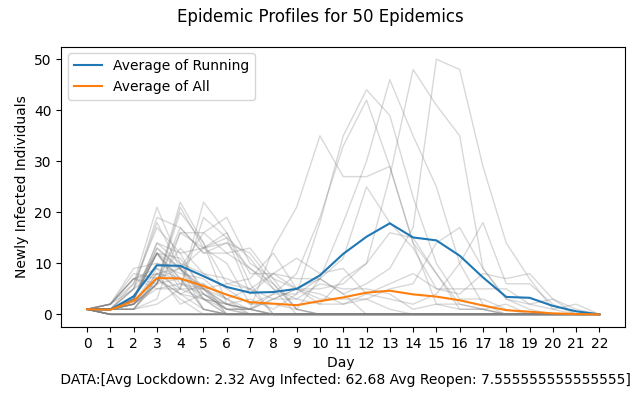 Epidemic Profiles for 50 Epidemics
50
40
30
20
10
0
Newly Infected Individuals
Average of Running
Average of All
0 1 2 3 4 5 6 7 8 9 10 11 12 13 14 15 16 17 18 19 20 21 22
Day
DATA:[Avg Lockdown: 2.32 Avg Infected: 62.68 Avg Reopen: 7.555555555555555]